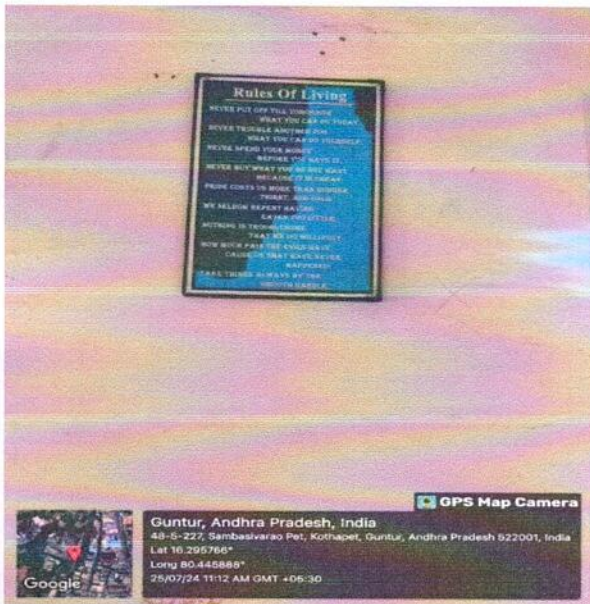 Rules Of Living
NEVER PUT OFF TILL TOMORROW
WHAT YOU CAN DO TODAY.
NEVER TROUBLE ANOTHER FOR
WHAT YOU CAN DO YOURSELF.
NEVER SPEND YOUR MONEY
BEFORE YOU HAVE IT.
NEVER BUY WHAT YOU DO NOT WANT
BECAUSE IT IS CHEAP.
PRIDE COSTS US MORE THAN HUNGER
THIRST, AND COLD.
WE SELDOM REPENT HAVING
EATEN TOO LITTLE.
NOTHING IS TROUBLESOME
THAT WE DO WILLINGLY.
HOW MUCH PAIN THE EVILS HAVE
CAUSE US THAT HAVE NEVER
HAPPENED!
TAKE THINGS ALWAYS BY THE
SMOOTH HANDLE.
GPS Map Camera
Guntur, Andhra Pradesh, India
48-5-227, Sambasivarao Pet, Kothapet, Guntur, Andhra Pradesh 522001, India
Lat 16.295766°
Long 80.445888°
25/07/24 11:12 AM GMT +05:30
Google